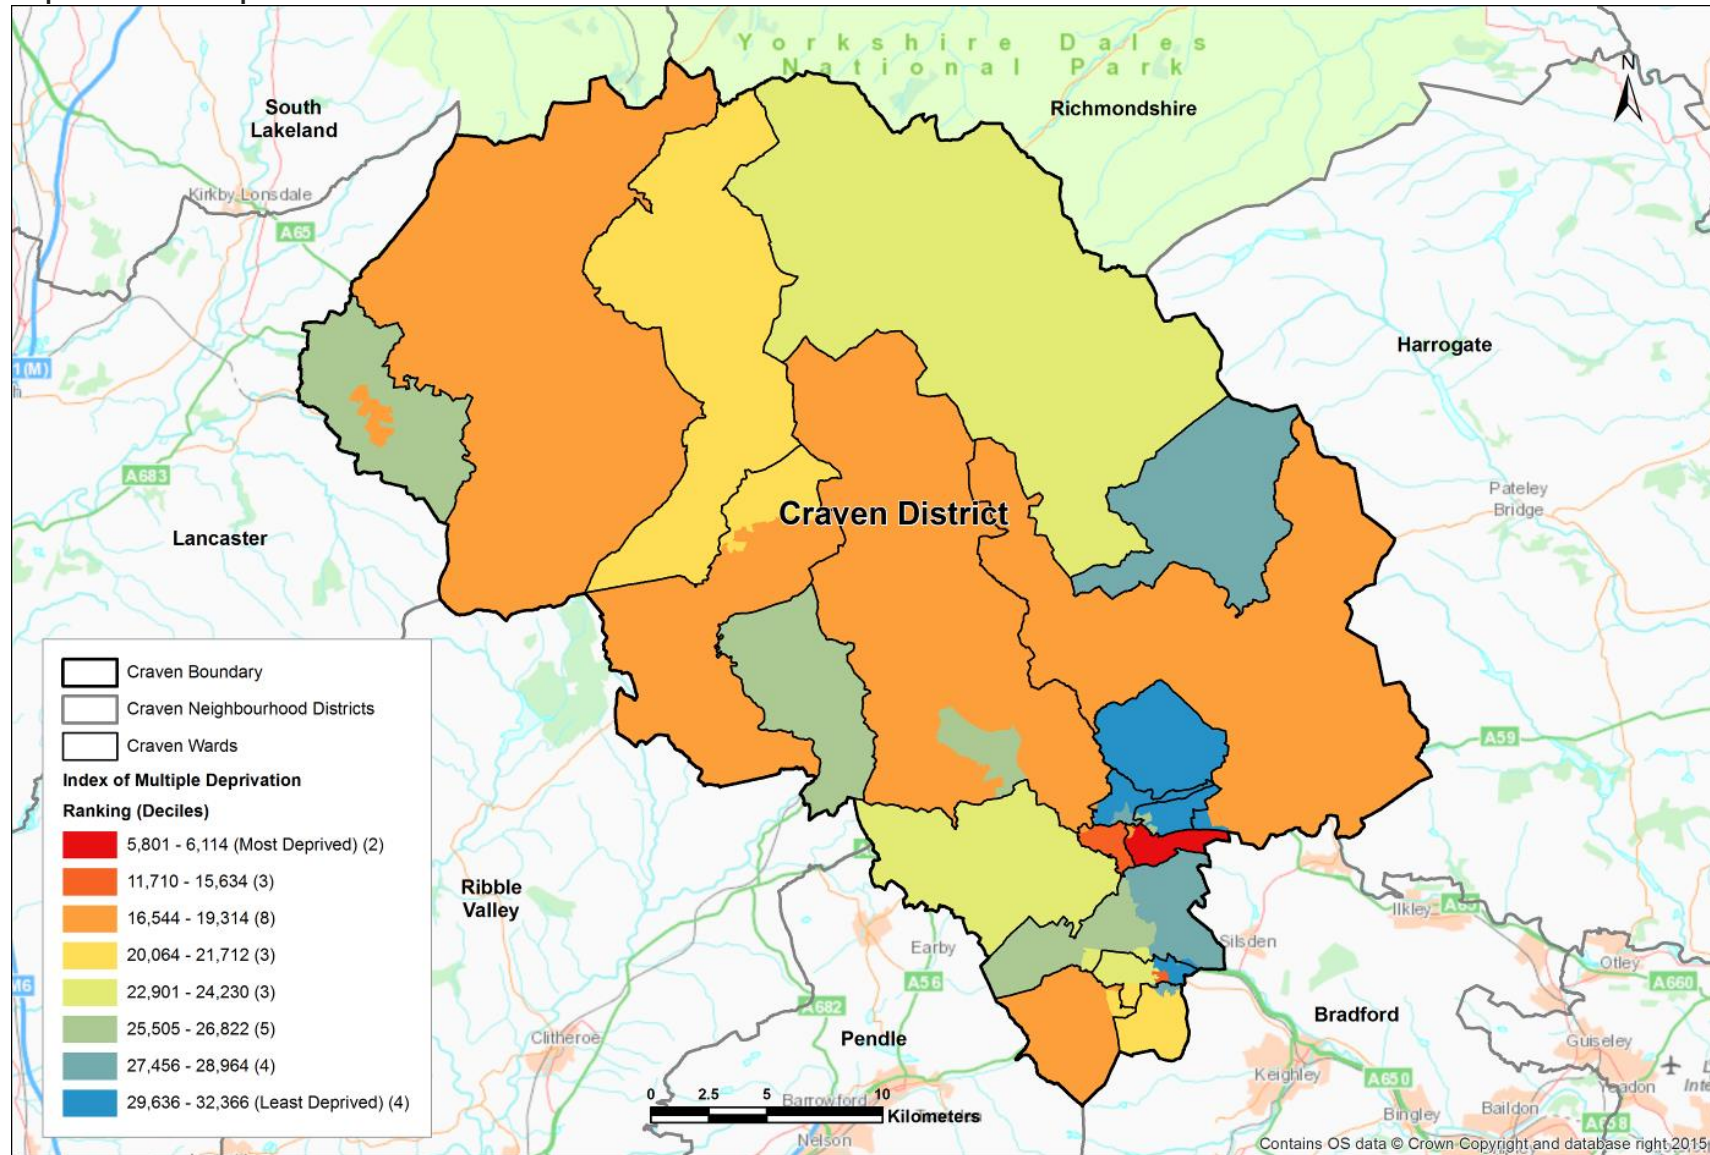 Yorkshire Dales
National Park
N
South
Lakeland
Richmondshire
Kirkby Lonsdale
A65
Harrogate
1(M)
A683
Lancaster
Craven District
Pateley
Bridge
A59
Craven Boundary
Craven Neighbourhood Districts
Craven Wards
Index of Multiple Deprivation
Ranking (Deciles)
5,801 - 6,114 (Most Deprived) (2)
11,710 - 15,634 (3)
16,544 - 19,314 (8)
20,064 - 21,712 (3)
22,901 - 24,230 (3)
25,505 - 26,822 (5)
27,456 - 28,964 (4)
29,636 - 32,366 (Least Deprived) (4)
Ribble
Valley
Ilkley
Earby
Silsden
Otley
A56
A660
M6
A682
Bradford
Clitheroe
Pendle
Guiseley
Keighley
A650
0 2.5 5 10
Kilometers
Barrowford
Bingley
Baildon
Nelson
Contains OS data © Crown Copyright and database right 2015